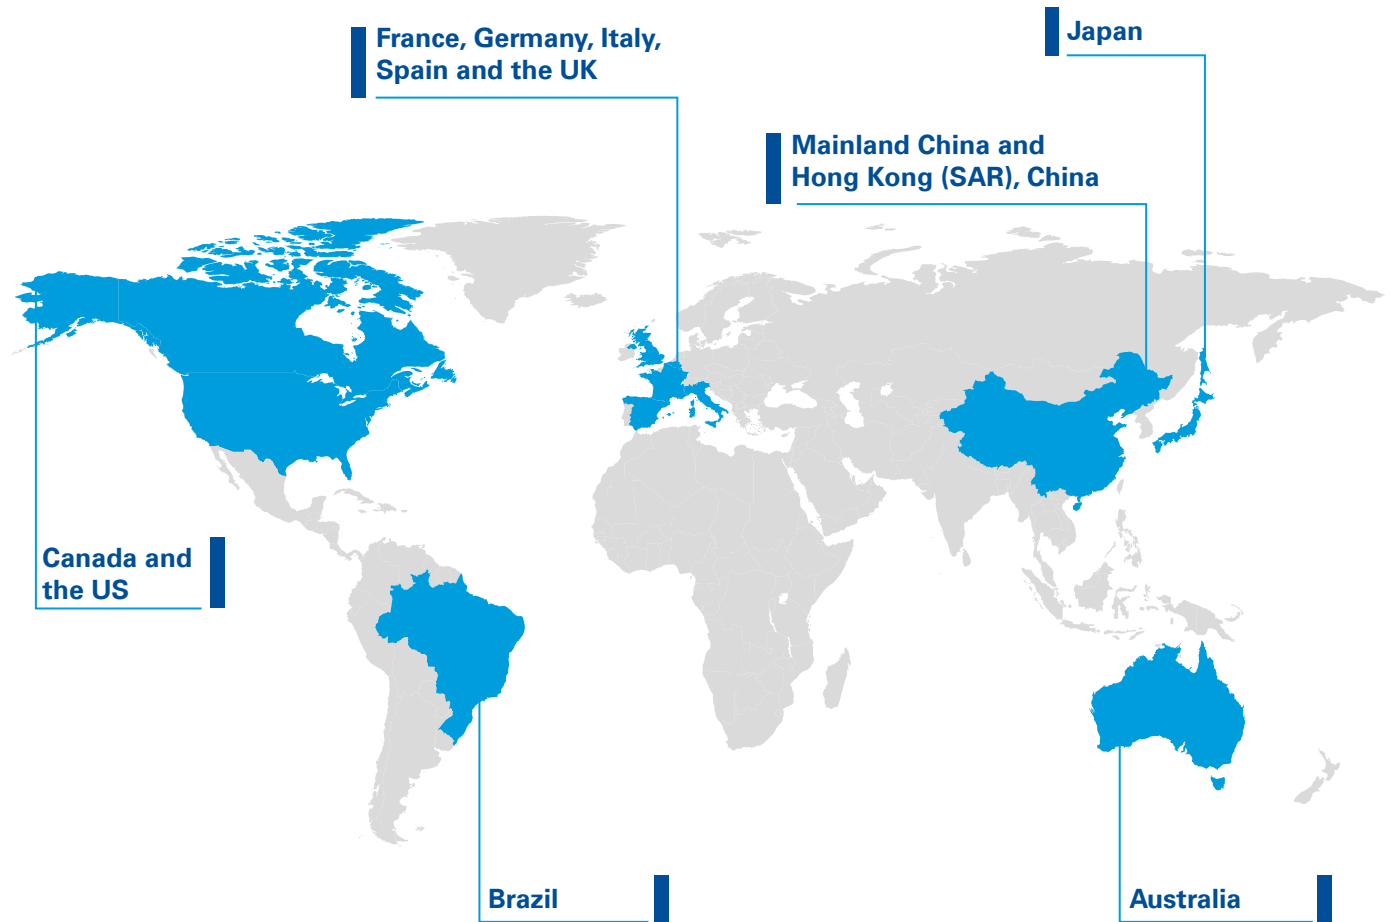 France, Germany, Italy,
Spain and the UK
Japan
Mainland China and
Hong Kong (SAR), China
Canada and
the US
Brazil
Australia